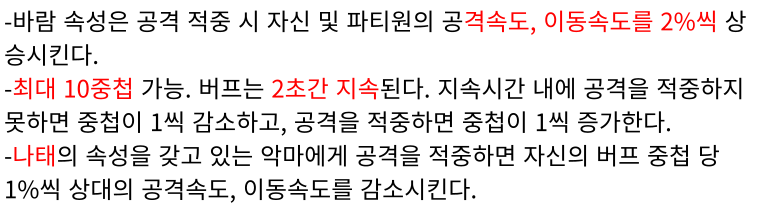 -바람 속성은 공격 적중 시 자신 및 파티원의 공격속도, 이동속도를 2%씩 상
승시킨다.
-최대 10중첩 가능. 버프는 2초간 지속된다. 지속시간 내에 공격을 적중하지
못하면 중첩이 1씩 감소하고, 공격을 적중하면 중첩이 1씩 증가한다.
-나태의 속성을 갖고 있는 악마에게 공격을 적중하면 자신의 버프 중첩 당
1%씩 상대의 공격속도, 이동속도를 감소시킨다.